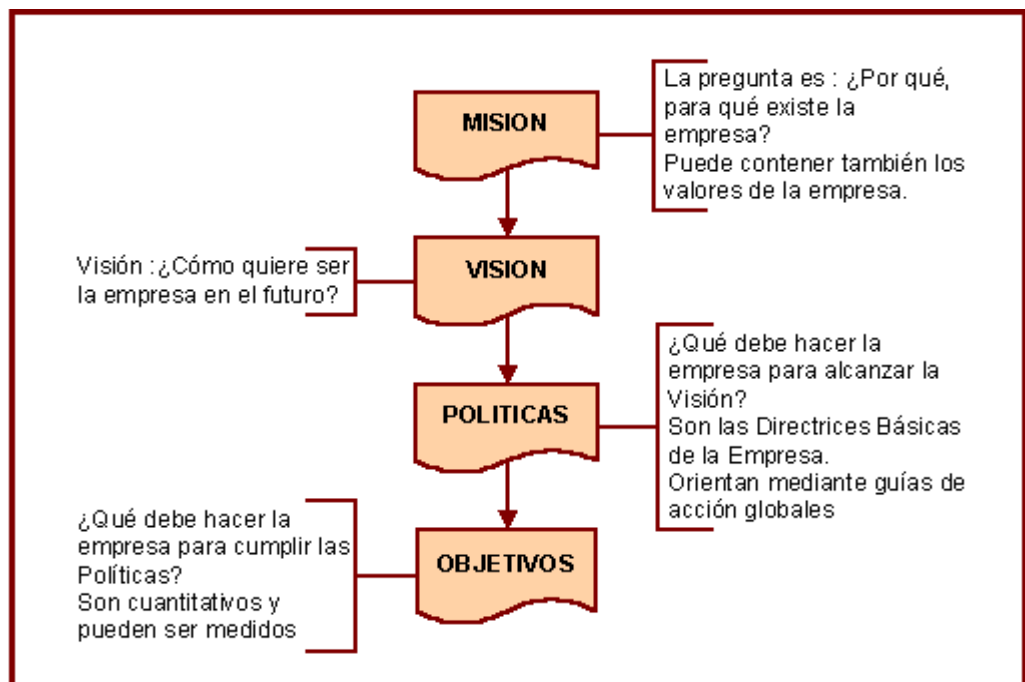 MISION
La pregunta es : ¿Por qué,
para qué existe la
empresa?
Puede contener también los
valores de la empresa.
VISION
Visión :¿Cómo quiere ser
la empresa en el futuro?
POLITICAS
¿Qué debe hacer la
empresa para alcanzar la
Visión?
Son las Directrices Básicas
de la Empresa.
Orientan mediante guías de
acción globales
OBJETIVOS
¿Qué debe hacer la
empresa para cumplir las
Políticas?
Son cuantitativos y
pueden ser medidos